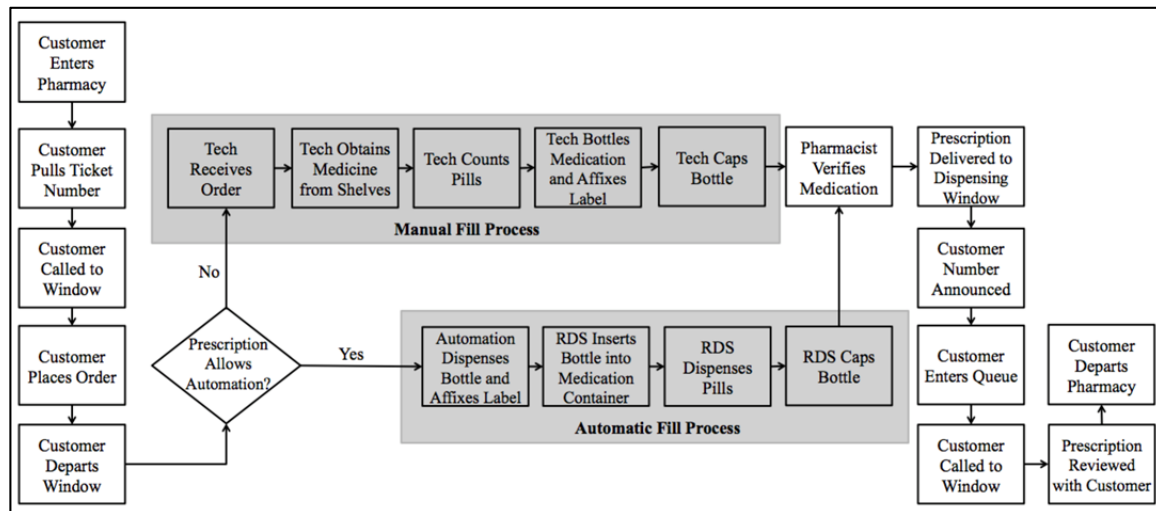 Customer
Enters
Pharmacy
Customer
Pulls Ticket
Number
Customer
Called to
Window
Customer
Places Order
Customer
Departs
Window
Prescription
Allows
Automation?
No
Yes
Tech
Receives
Order
Tech Obtains
Medicine
from Shelves
Tech Counts
Pills
Tech Bottles
Medication
and Affixes
Label
Tech Caps
Bottle
Manual Fill Process
Automation
Dispenses
Bottle and
Affixes Label
RDS Inserts
Bottle into
Medication
Container
RDS
Dispenses
Pills
RDS Caps
Bottle
Automatic Fill Process
Pharmacist
Verifies
Medication
Prescription
Delivered to
Dispensing
Window
Customer
Number
Announced
Customer
Enters Queue
Customer
Called to
Window
Prescription
Reviewed
with Customer
Customer
Departs
Pharmacy